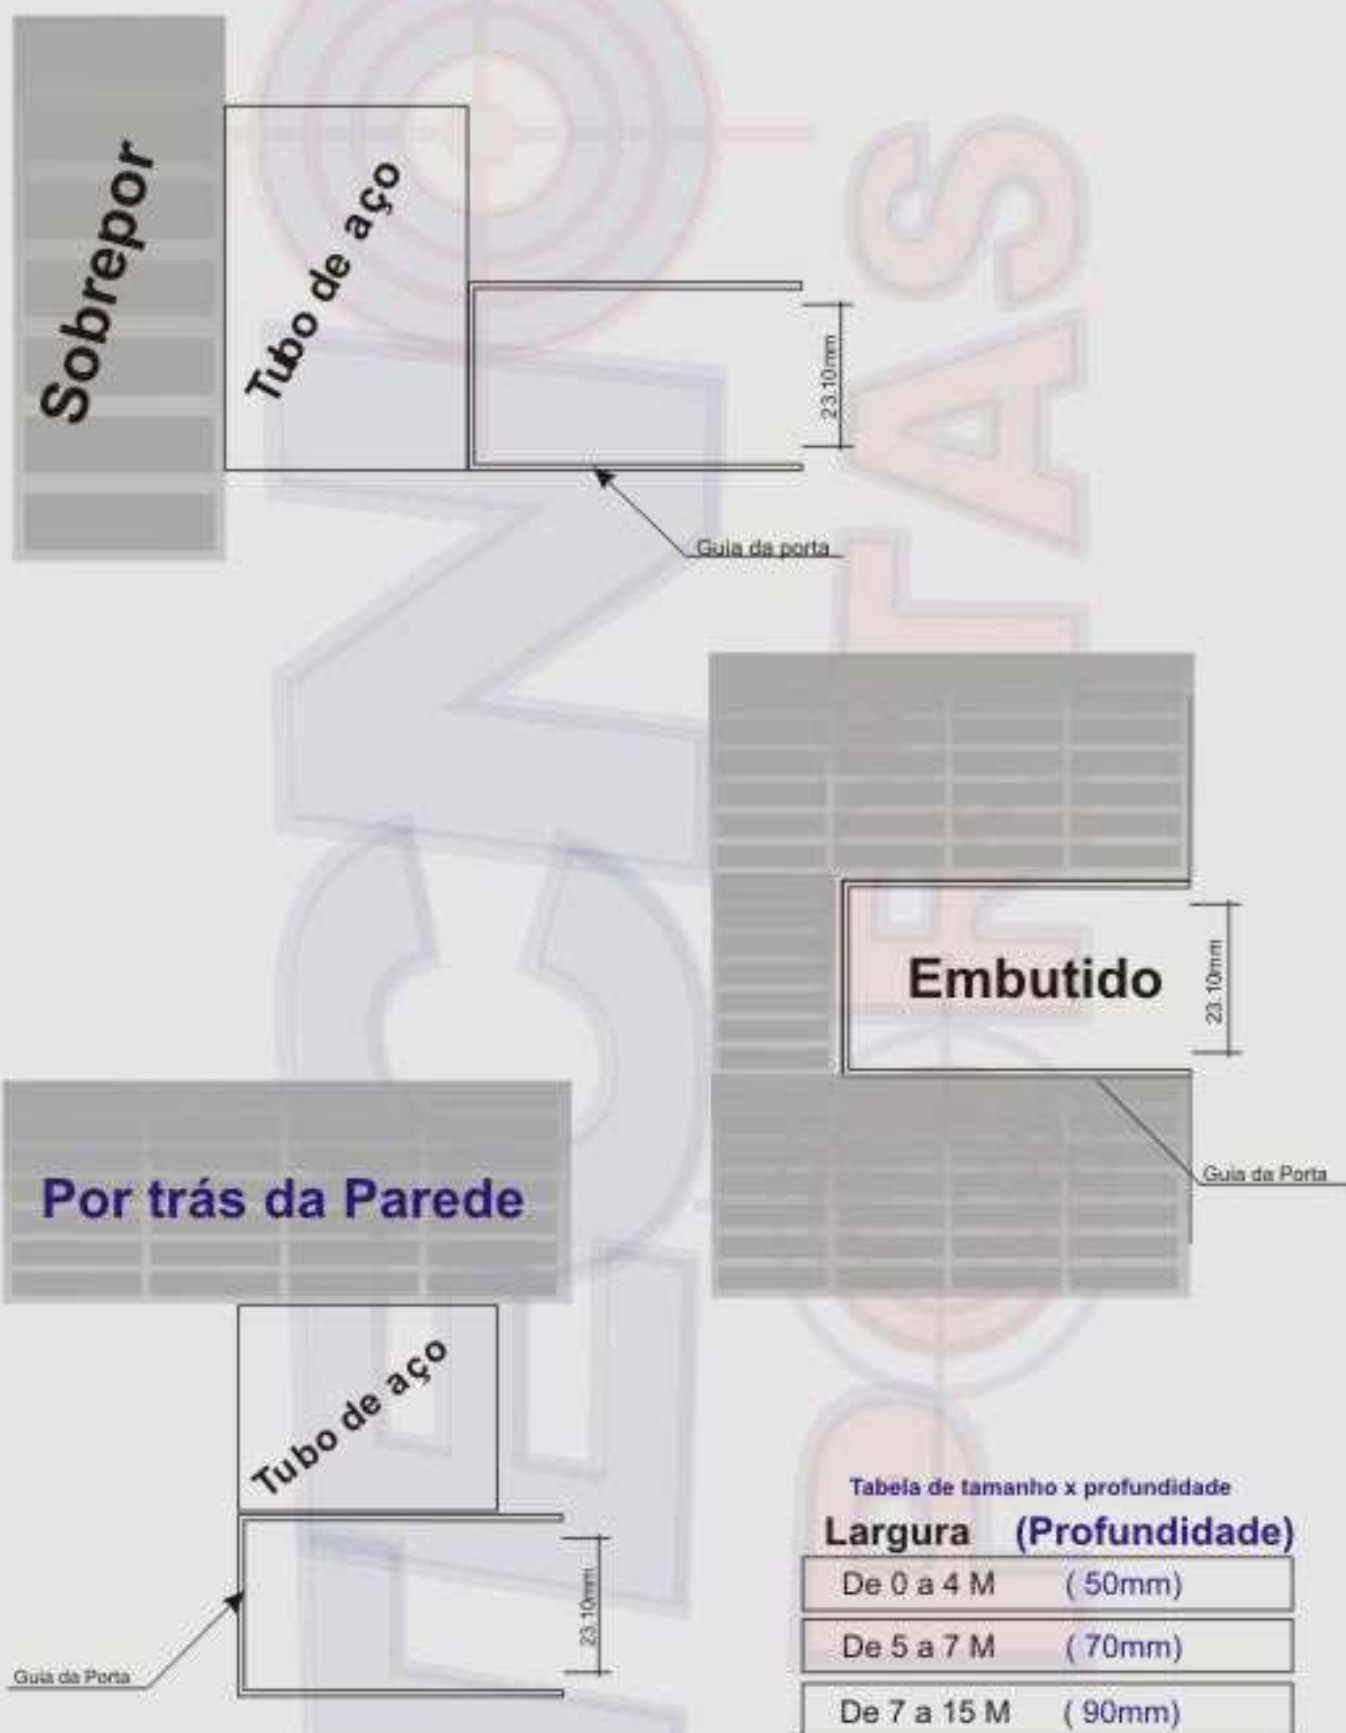 Sobrepor
Tubo de aço
23.10mm
Guia da porta
Embutido
23.10mm
Guia da Porta
Por trás da Parede
Tubo de aço
23.10mm
Guia da Porta
Tabela de tamanho x profundidade
Largura (Profundidade)
De 0 a 4 M ( 50mm)
De 5 a 7 M ( 70mm)
De 7 a 15 M ( 90mm)
TECNO
PORTAS